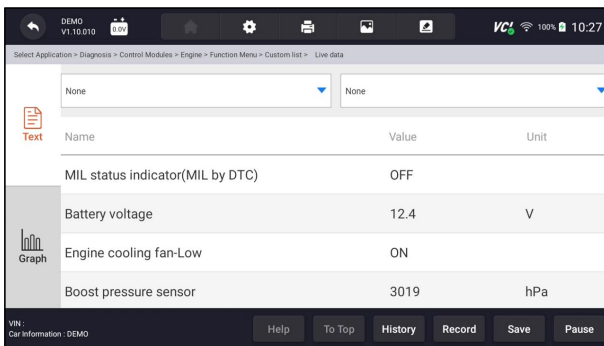 DEMO
V1.10.010
0.0V
VCI
100%
10:27
Select Application > Diagnosis > Control Modules > Engine > Function Menu > Custom list > Live data
None
None
Text
Name Value Unit
MIL status indicator(MIL by DTC) OFF
Battery voltage 12.4 V
Graph
Engine cooling fan-Low ON
Boost pressure sensor 3019 hPa
VIN :
Car Information : DEMO
Help To Top History Record Save Pause